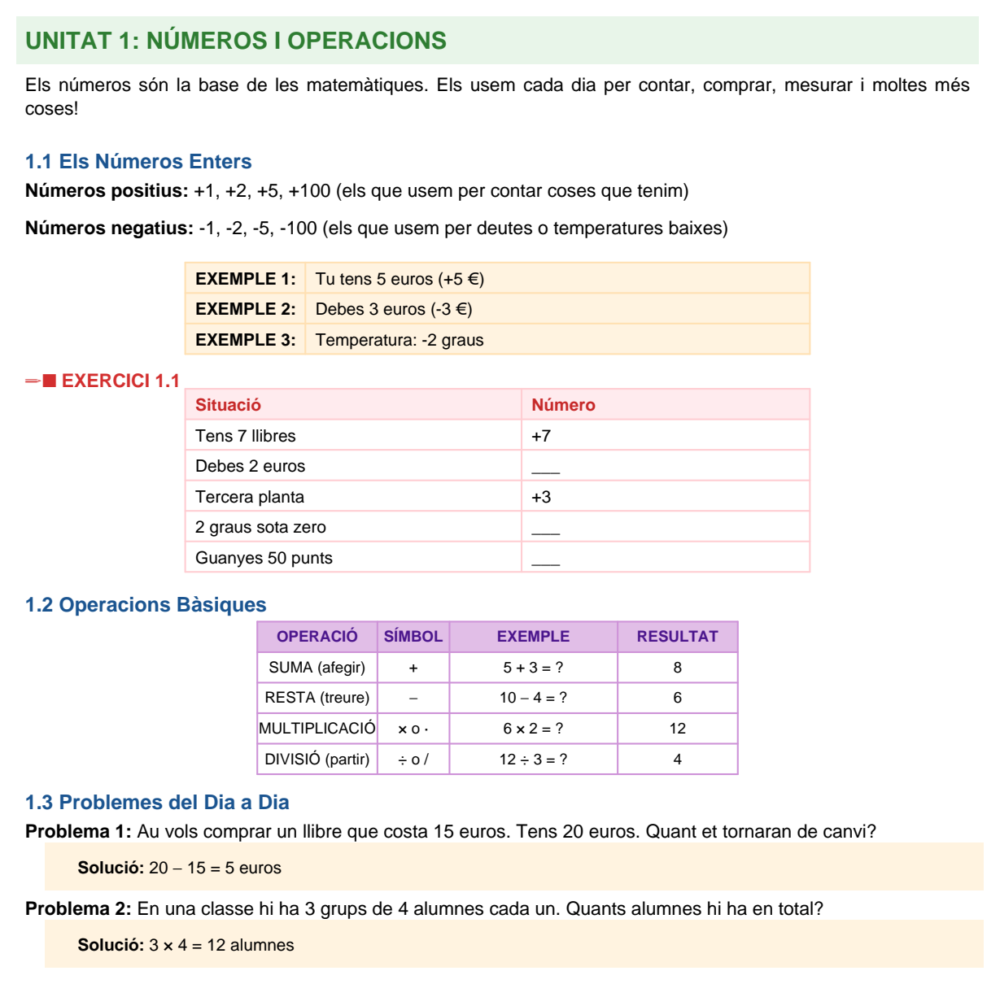 UNITAT 1: NÚMEROS I OPERACIONS
Els números són la base de les matemàtiques. Els usem cada dia per contar, comprar, mesurar i moltes més
coses!
1.1 Els Números Enters
Números positius: +1, +2, +5, +100 (els que usem per contar coses que tenim)
Números negatius: -1, -2, -5, -100 (els que usem per deutes o temperatures baixes)
EXEMPLE 1: Tu tens 5 euros (+5 €)
EXEMPLE 2: Debes 3 euros (-3 €)
EXEMPLE 3: Temperatura: -2 graus
✏■ EXERCICI 1.1
Situació Número
Tens 7 llibres +7
Debes 2 euros ___
Tercera planta +3
2 graus sota zero ___
Guanyes 50 punts ___
1.2 Operacions Bàsiques
OPERACIÓ SÍMBOL EXEMPLE RESULTAT
SUMA (afegir) + 5 + 3 = ? 8
RESTA (treure) − 10 − 4 = ? 6
MULTIPLICACIÓ × o · 6 × 2 = ? 12
DIVISIÓ (partir) ÷ o / 12 ÷ 3 = ? 4
1.3 Problemes del Dia a Dia
Problema 1: Au vols comprar un llibre que costa 15 euros. Tens 20 euros. Quant et tornaran de canvi?
Solució: 20 − 15 = 5 euros
Problema 2: En una classe hi ha 3 grups de 4 alumnes cada un. Quants alumnes hi ha en total?
Solució: 3 × 4 = 12 alumnes